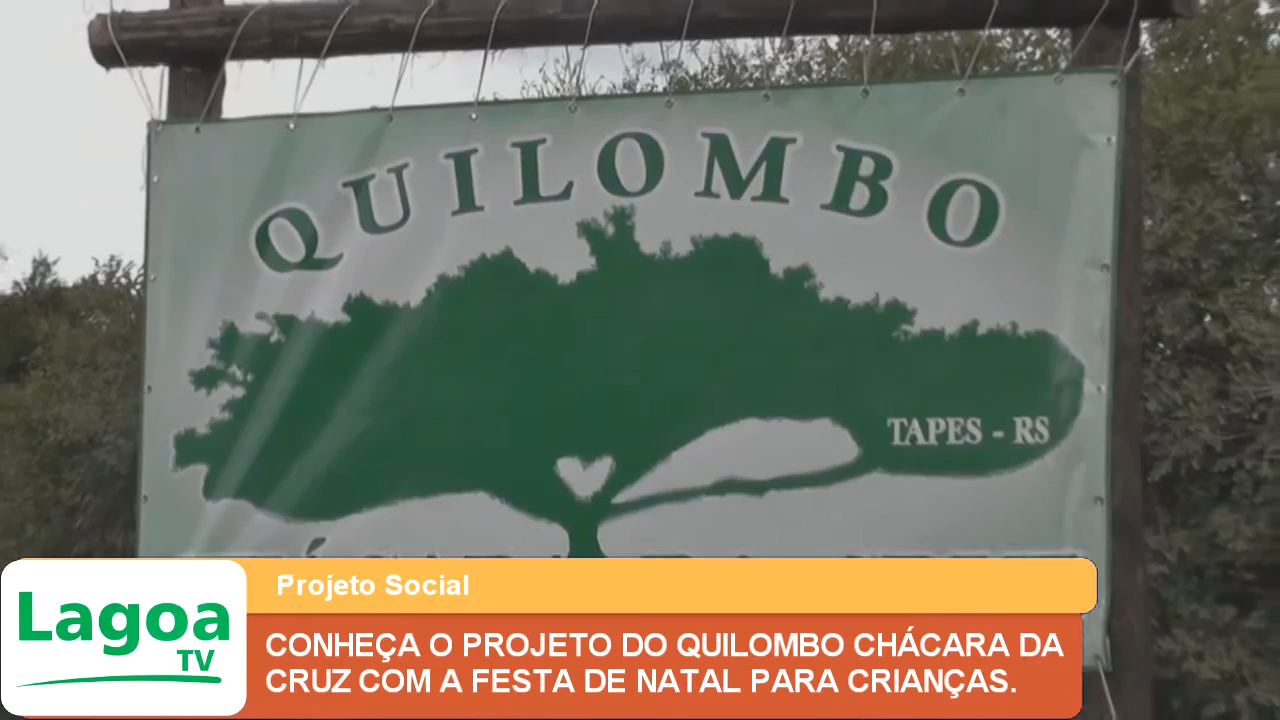 QUILOMBO
TAPES - RS
Projeto Social
Lagoa
TV
CONHEÇA O PROJETO DO QUILOMBO CHÁCARA DA
CRUZ COM A FESTA DE NATAL PARA CRIANÇAS.